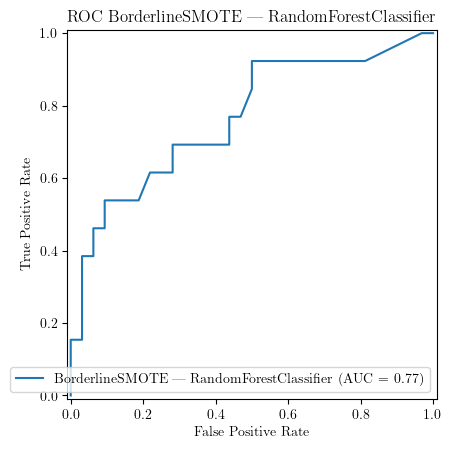 ROC BorderlineSMOTE — RandomForestClassifier
True Positive Rate
1.0
0.8
0.6
0.4
0.2
0.0
BorderlineSMOTE — RandomForestClassifier (AUC = 0.77)
0.0 0.2 0.4 0.6 0.8 1.0
False Positive Rate